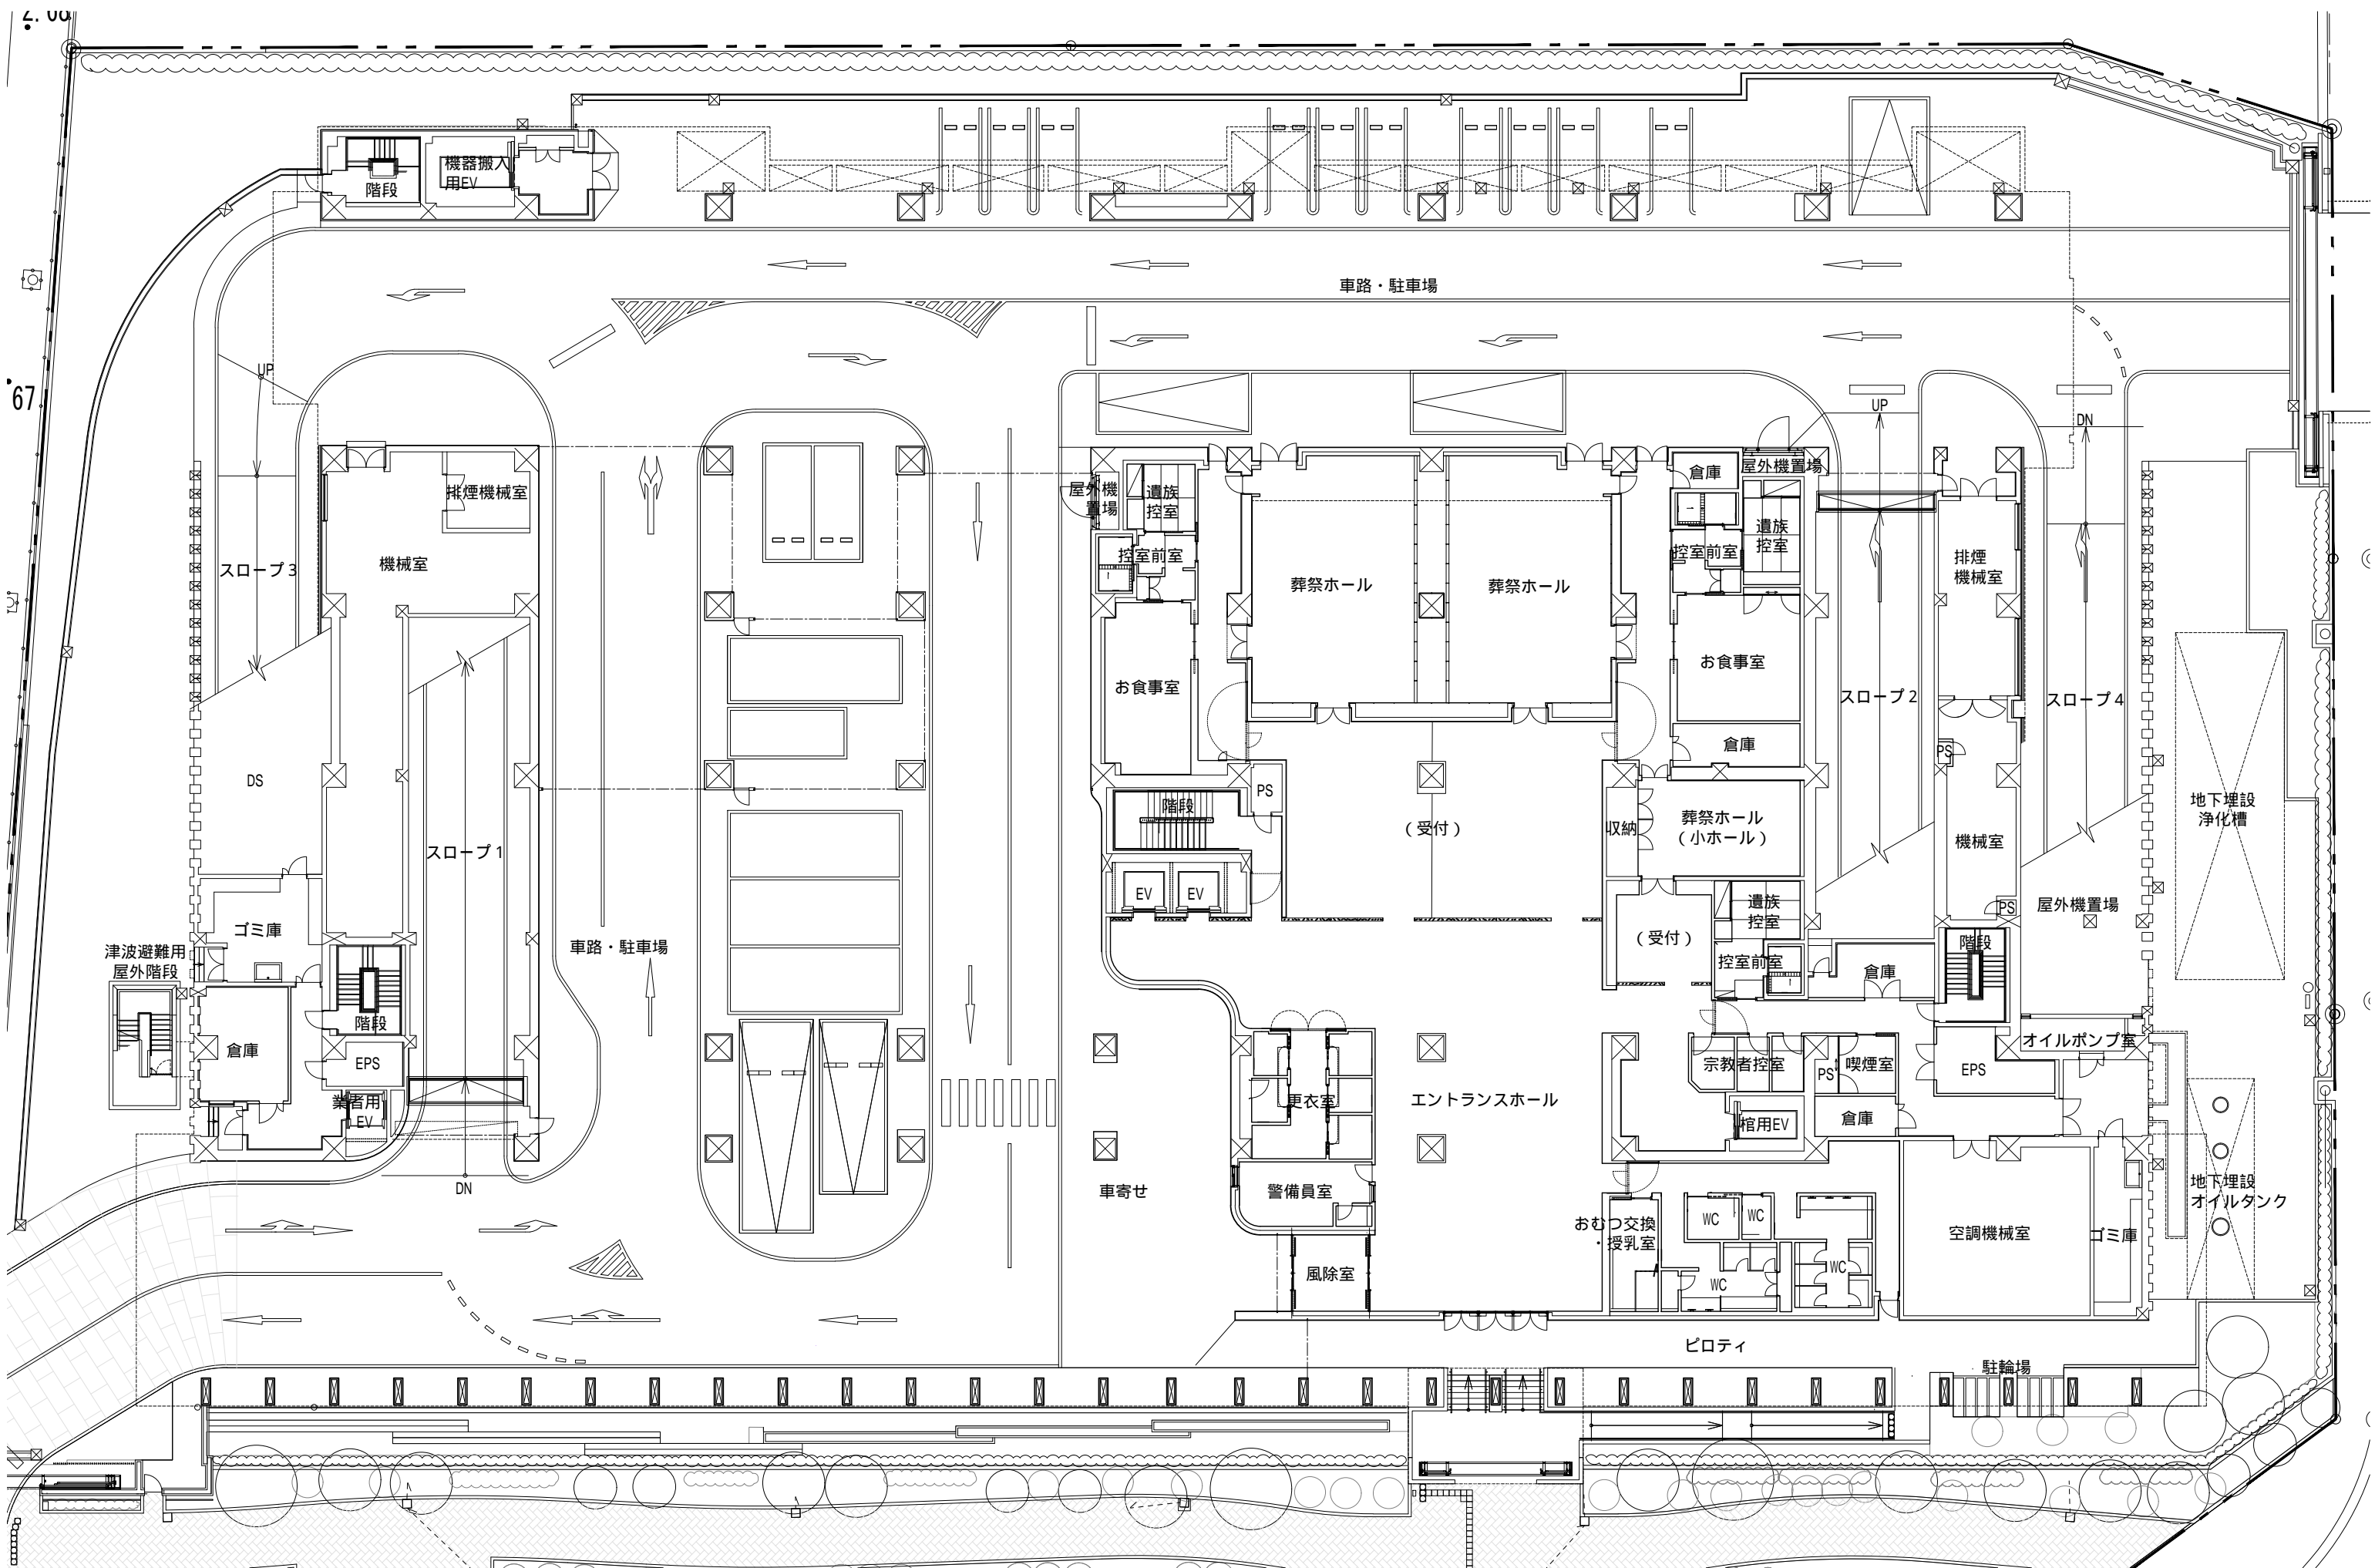 階段
機器搬入
用EV
車路・駐車場
UP
67
排煙機械室
機械室
スロープ3
DS
スロープ1
ゴミ庫
津波避難用
屋外階段
倉庫
階段
EPS
業者用
EV
DN
車路・駐車場
屋外機
置場
遺族
控室
控室前室
お食事室
葬祭ホール
葬祭ホール
倉庫
屋外機置場
遺族
控室
控室前室
お食事室
倉庫
UP
DN
排煙
機械室
スロープ2
スロープ4
PS
階段
PS
EV
EV
(受付)
収納
葬祭ホール
(小ホール)
機械室
PS
地下埋設
浄化槽
遺族
控室
(受付)
控室前室
倉庫
階段
屋外機置場
更衣室
エントランスホール
宗教者控室
PS
喫煙室
EPS
オイルポンプ室
棺用EV
倉庫
車寄せ
警備員室
風除室
おむつ交換
・授乳室
WC
WC
WC
WC
空調機械室
ゴミ庫
地下埋設
オイルタンク
ピロティ
駐輪場